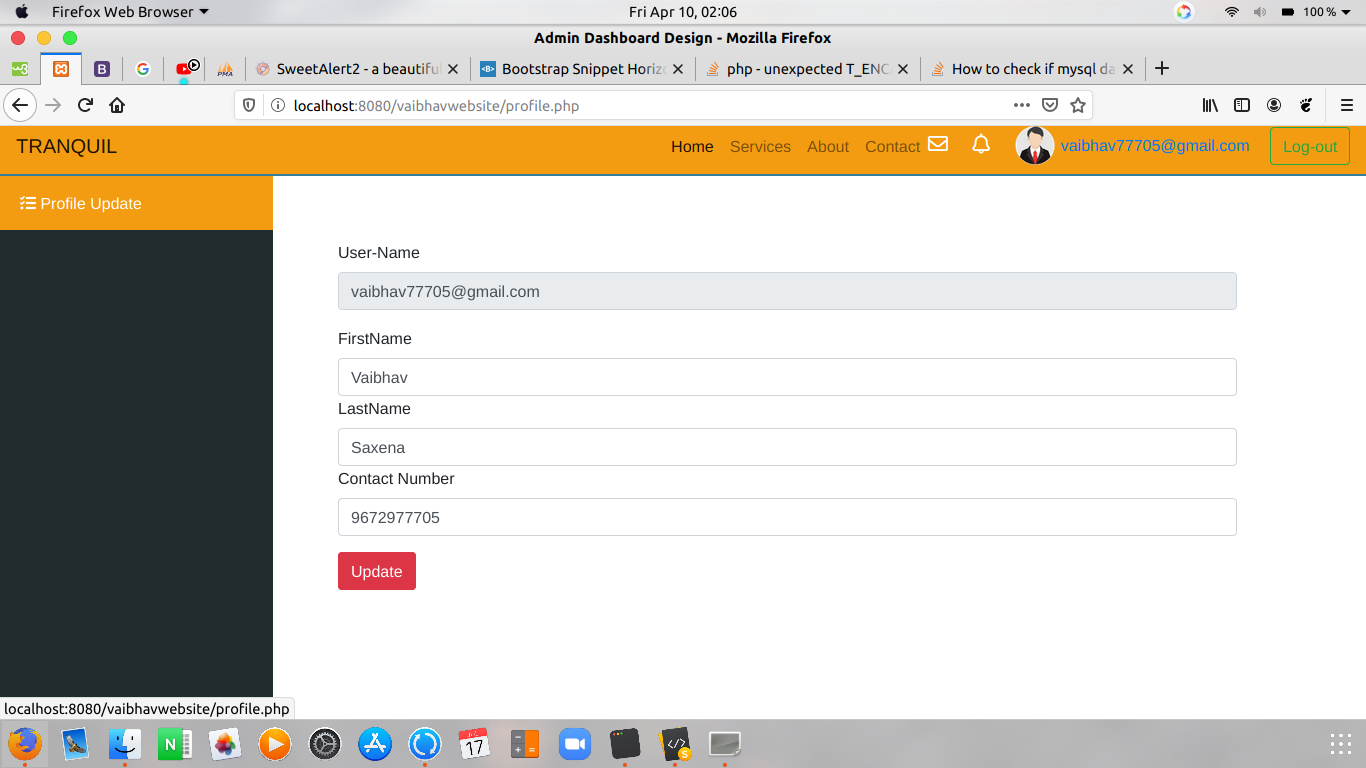 Firefox Web Browser
Fri Apr 10, 02:06
100 %
Admin Dashboard Design - Mozilla Firefox
SweetAlert2 - a beautiful
Bootstrap Snippet Horizo
php - unexpected T_ENC
How to check if mysql da
localhost:8080/vaibhavwebsite/profile.php
TRANQUIL
Home Services About Contact
vaibhav77705@gmail.com
Log-out
Profile Update
User-Name
vaibhav77705@gmail.com
FirstName
Vaibhav
LastName
Saxena
Contact Number
9672977705
Update
localhost:8080/vaibhavwebsite/profile.php
17